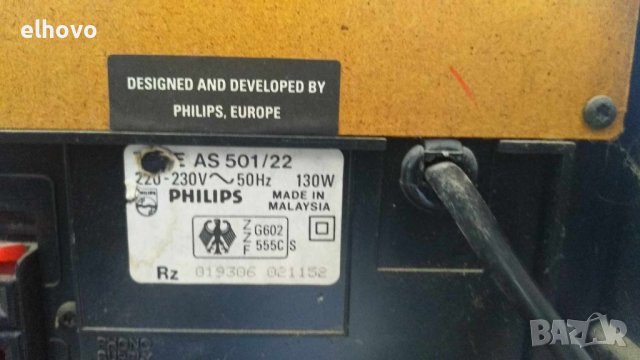 elhovo
DESIGNED AND DEVELOPED BY
PHILIPS, EUROPE
AS 501/22
220-230V~50Hz 130W
PHILIPS MADE IN
MALAYSIA
Z
Z G602
F 555C S
Rz 019306 021152
PHONO
BAZAR